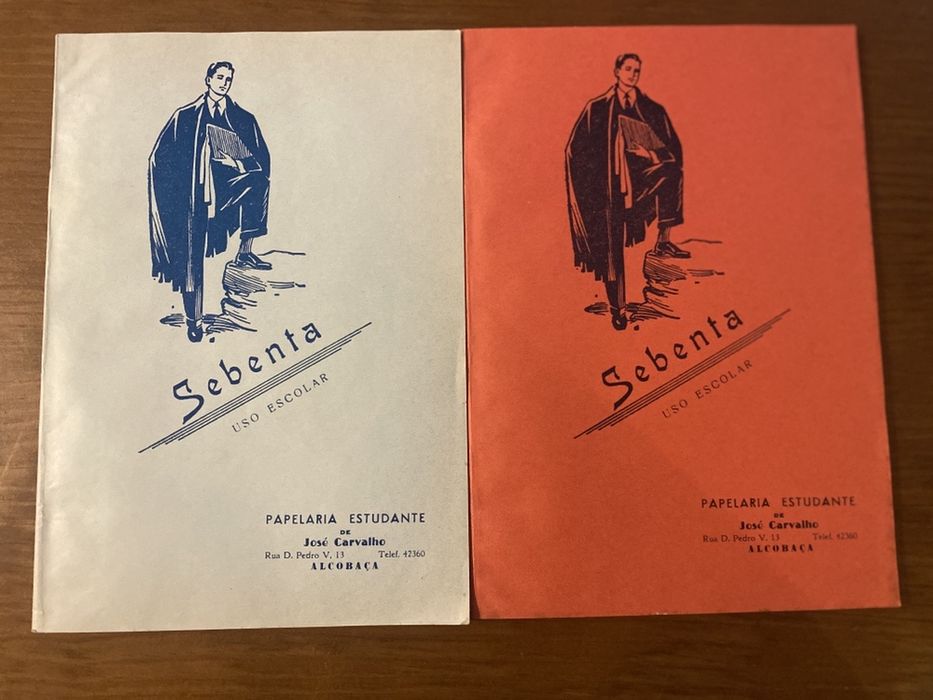 Sebenta
USO ESCOLAR
PAPELARIA ESTUDANTE
DE
José Carvalho
Rua D. Pedro V, 13 Telef. 42360
ALCOBAÇA
Sebenta
USO ESCOLAR
PAPELARIA ESTUDANTE
DE
José Carvalho
Rua D. Pedro V, 13 Telef. 42360
ALCOBAÇA